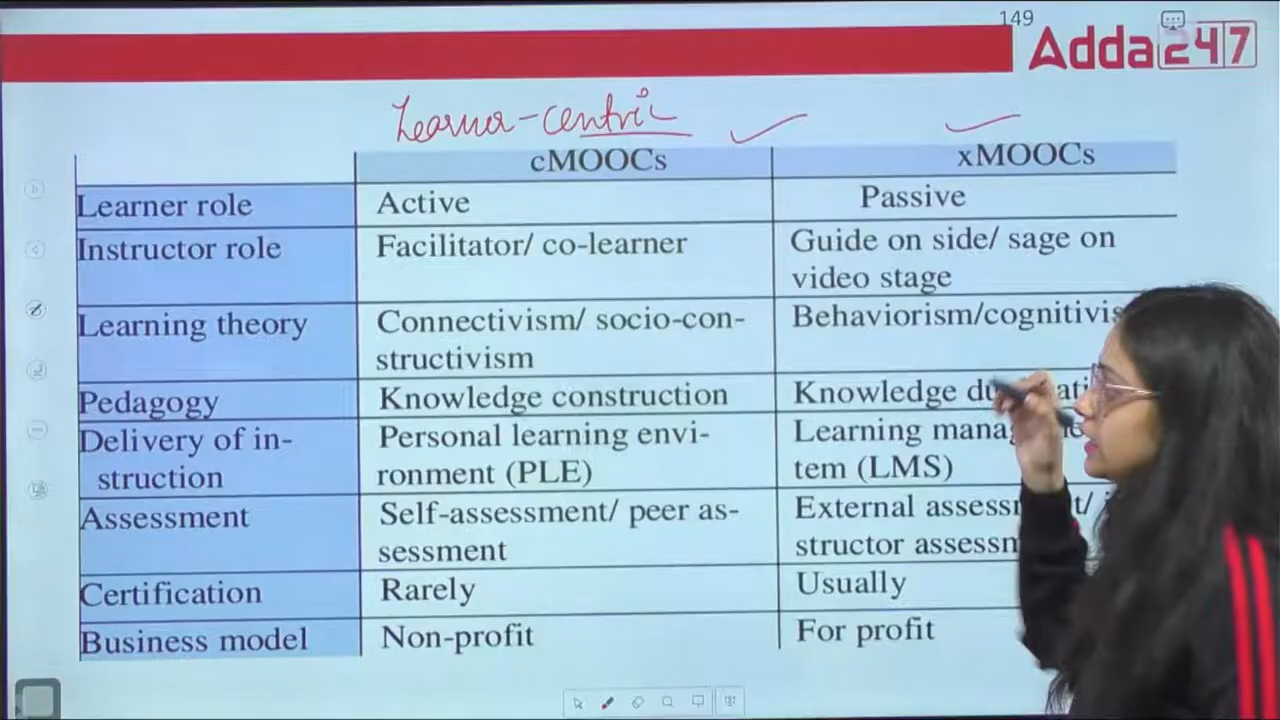 149
Adda247
Learner-centric
cMOOCs xMOOCs
Learner role Active Passive
Instructor role Facilitator/ co-learner Guide on side/ sage on
video stage
Learning theory Connectivism/ socio-con-
structivism Behaviorism/cognitivis
Pedagogy Knowledge construction Knowledge
Delivery of in-
struction Personal learning envi-
ronment (PLE) Learning
tem (LMS)
Assessment Self-assessment/ peer as-
sessment External
structor
Certification Rarely Usually
Business model Non-profit For profit